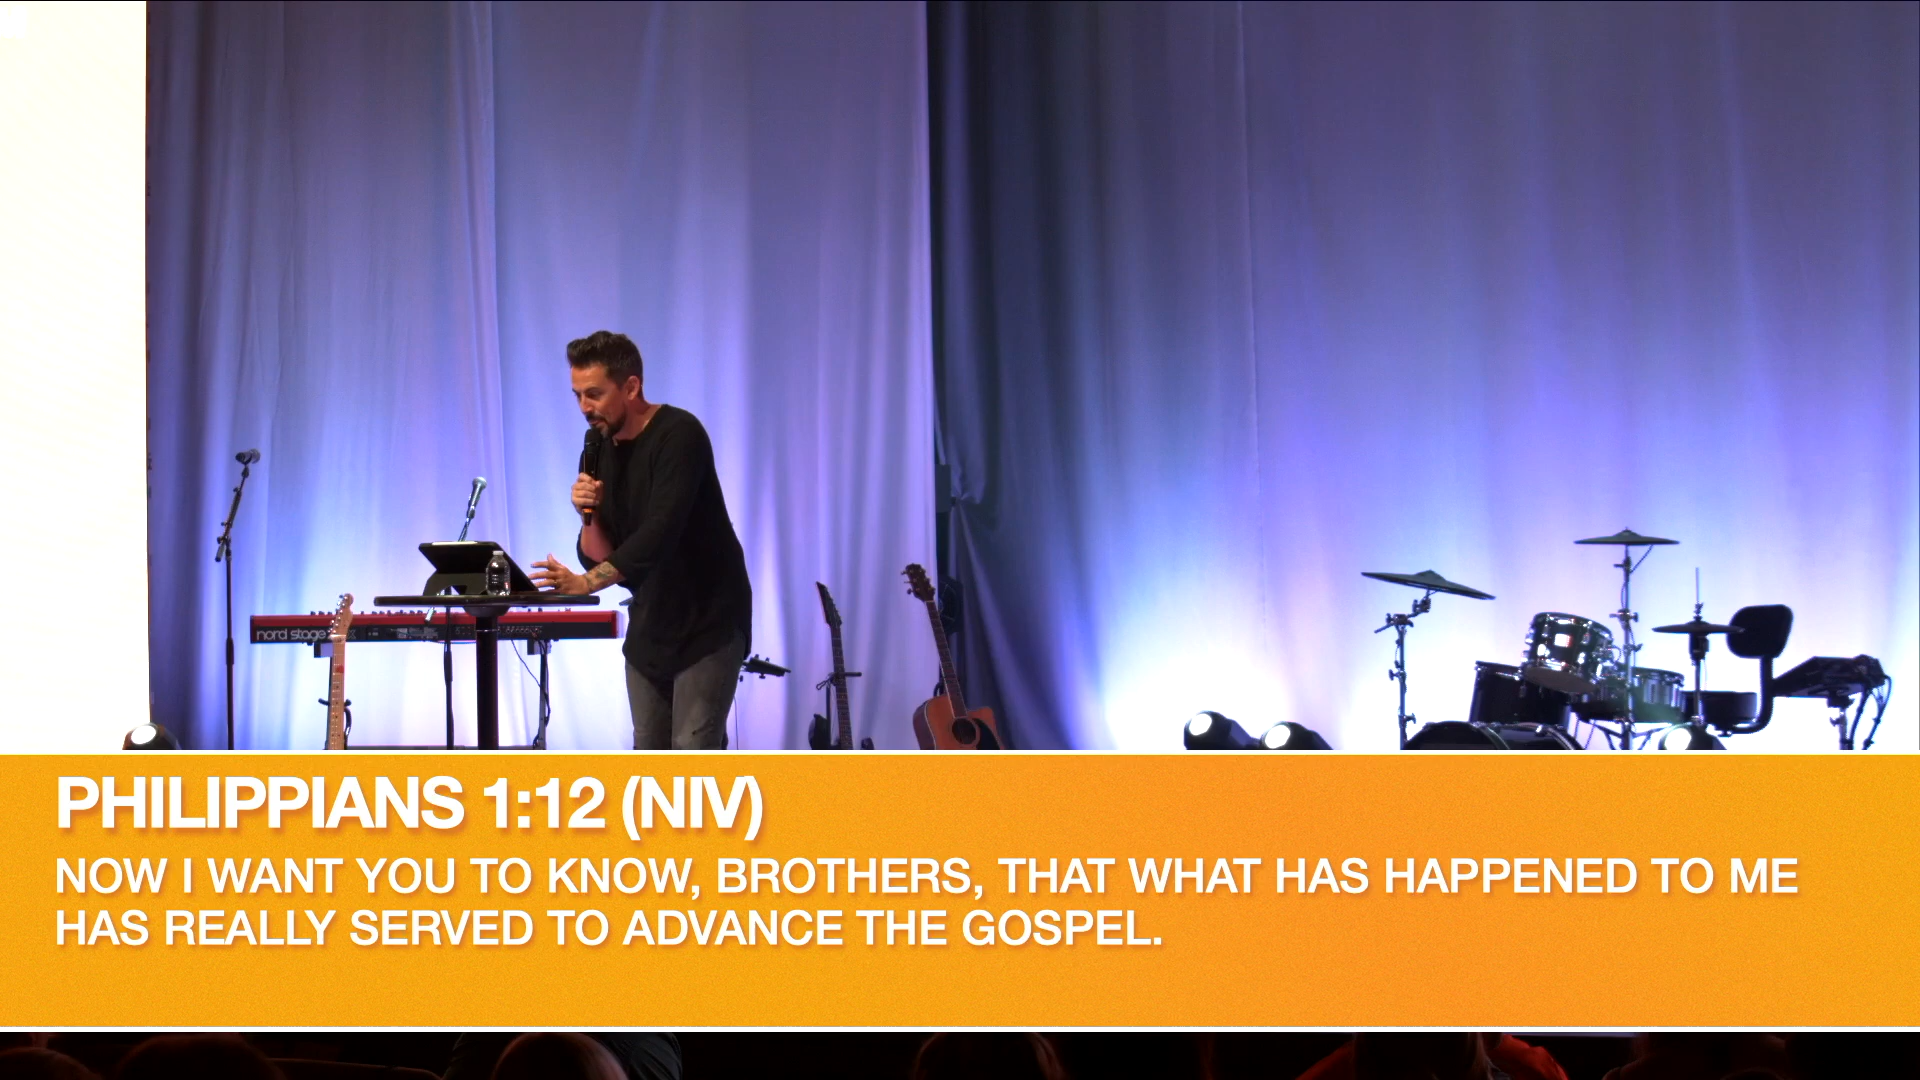 nord stage
PHILIPPIANS 1:12 (NIV)
NOW I WANT YOU TO KNOW, BROTHERS, THAT WHAT HAS HAPPENED TO ME
HAS REALLY SERVED TO ADVANCE THE GOSPEL.